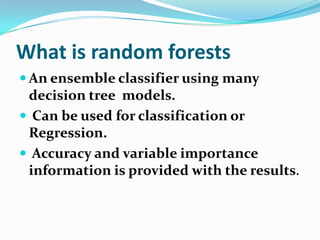 What is random forests
• An ensemble classifier using many
decision tree models.
• Can be used for classification or
Regression.
• Accuracy and variable importance
information is provided with the results.